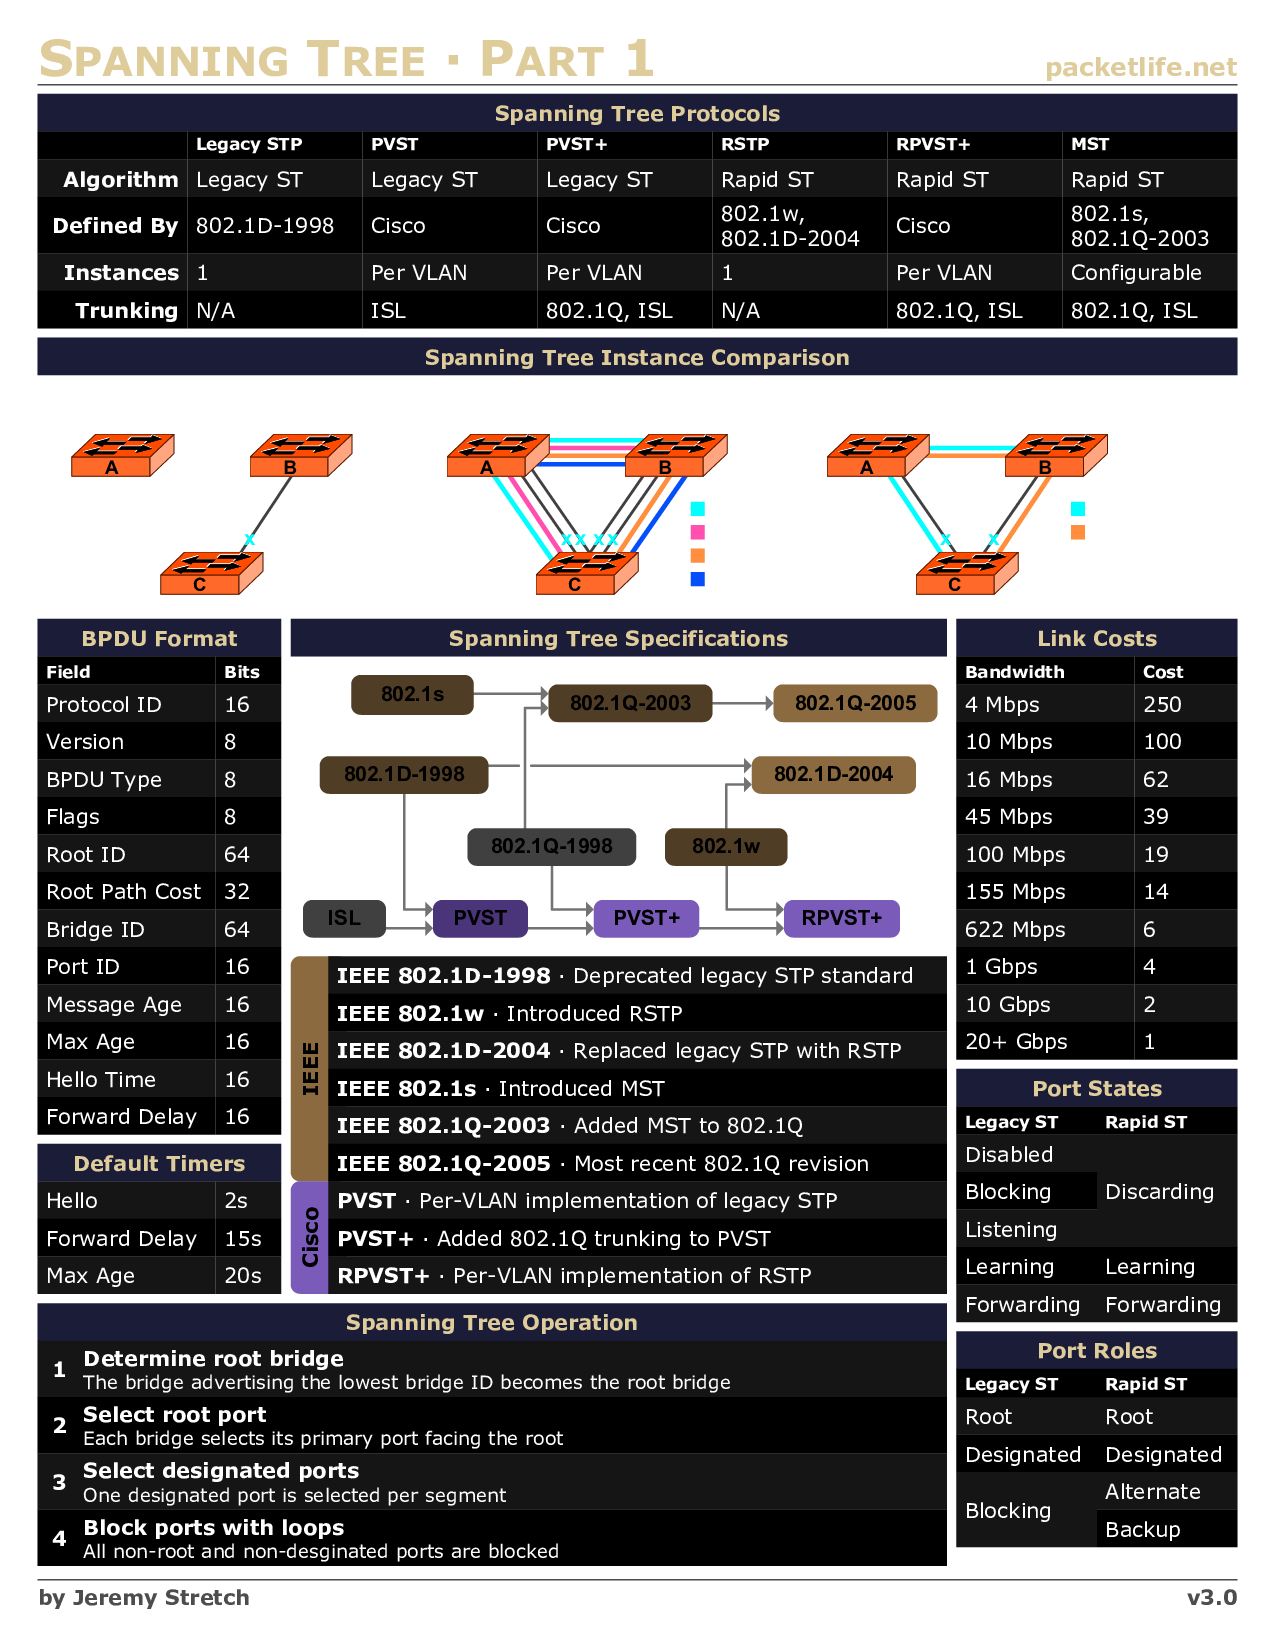 SPANNING TREE · PART 1
packetlife.net
Spanning Tree Protocols
Legacy STP PVST PVST+ RSTP RPVST+ MST
Algorithm Legacy ST Legacy ST Legacy ST Rapid ST Rapid ST Rapid ST
Defined By 802.1D-1998 Cisco Cisco 802.1w, 802.1D-2004 Cisco 802.1s, 802.1Q-2003
Instances 1 Per VLAN Per VLAN 1 Per VLAN Configurable
Trunking N/A ISL 802.1Q, ISL N/A 802.1Q, ISL 802.1Q, ISL
Spanning Tree Instance Comparison
A B A B A B
x x x x x x x
C C C
BPDU Format
Field Bits
Protocol ID 16
Version 8
BPDU Type 8
Flags 8
Root ID 64
Root Path Cost 32
Bridge ID 64
Port ID 16
Message Age 16
Max Age 16
Hello Time 16
Forward Delay 16
Default Timers
Hello 2s
Forward Delay 15s
Max Age 20s
Spanning Tree Specifications
802.1s
802.1Q-2003
802.1Q-2005
802.1D-1998
802.1D-2004
802.1Q-1998
802.1w
ISL
PVST
PVST+
RPVST+
IEEE
IEEE 802.1D-1998 · Deprecated legacy STP standard
IEEE 802.1w · Introduced RSTP
IEEE 802.1D-2004 · Replaced legacy STP with RSTP
IEEE 802.1s · Introduced MST
IEEE 802.1Q-2003 · Added MST to 802.1Q
IEEE 802.1Q-2005 · Most recent 802.1Q revision
Cisco
PVST · Per-VLAN implementation of legacy STP
PVST+ · Added 802.1Q trunking to PVST
RPVST+ · Per-VLAN implementation of RSTP
Link Costs
Bandwidth Cost
4 Mbps 250
10 Mbps 100
16 Mbps 62
45 Mbps 39
100 Mbps 19
155 Mbps 14
622 Mbps 6
1 Gbps 4
10 Gbps 2
20+ Gbps 1
Port States
Legacy ST Rapid ST
Disabled
Blocking Discarding
Listening
Learning Learning
Forwarding Forwarding
Port Roles
Legacy ST Rapid ST
Root Root
Designated Designated
Blocking Alternate
Backup
Spanning Tree Operation
1 Determine root bridge
The bridge advertising the lowest bridge ID becomes the root bridge
2 Select root port
Each bridge selects its primary port facing the root
3 Select designated ports
One designated port is selected per segment
4 Block ports with loops
All non-root and non-desginated ports are blocked
by Jeremy Stretch
v3.0